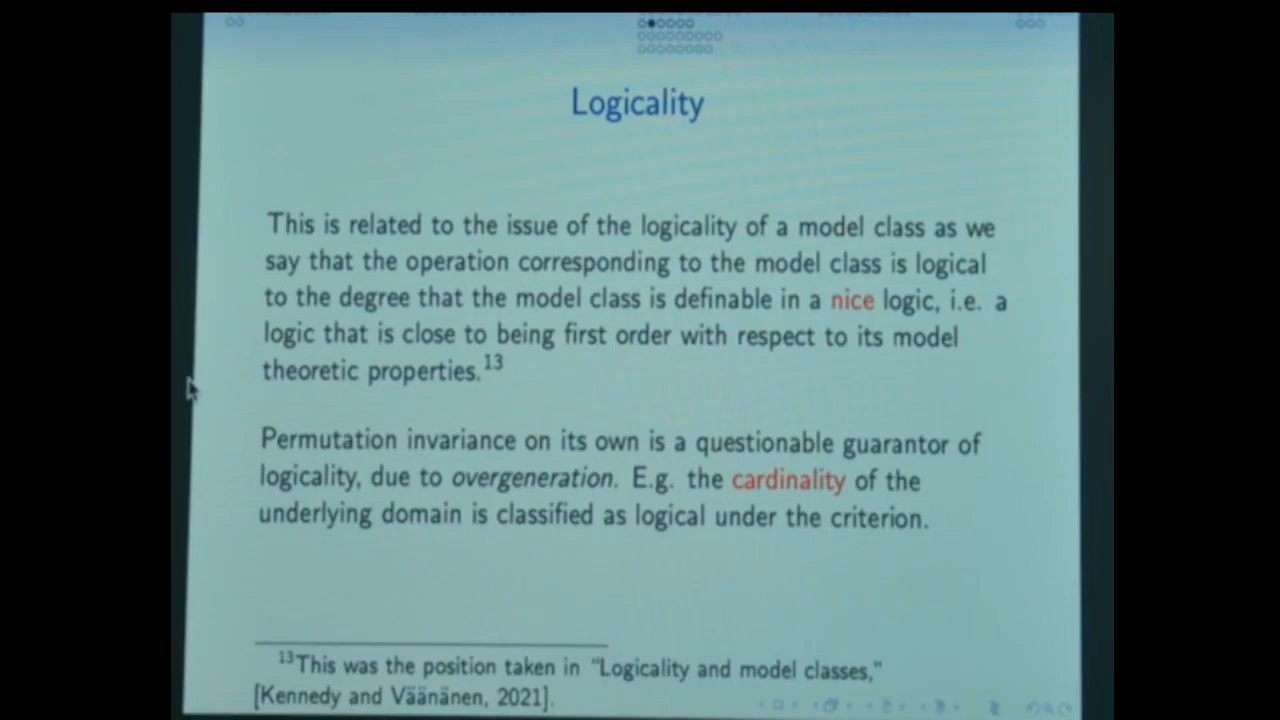 Logicality
This is related to the issue of the logicality of a model class as we
say that the operation corresponding to the model class is logical
to the degree that the model class is definable in a nice logic, i.e. a
logic that is close to being first order with respect to its model
theoretic properties.13
Permutation invariance on its own is a questionable guarantor of
logicality, due to overgeneration. E.g. the cardinality of the
underlying domain is classified as logical under the criterion.
13This was the position taken in "Logicality and model classes,"
[Kennedy and Väänänen, 2021].